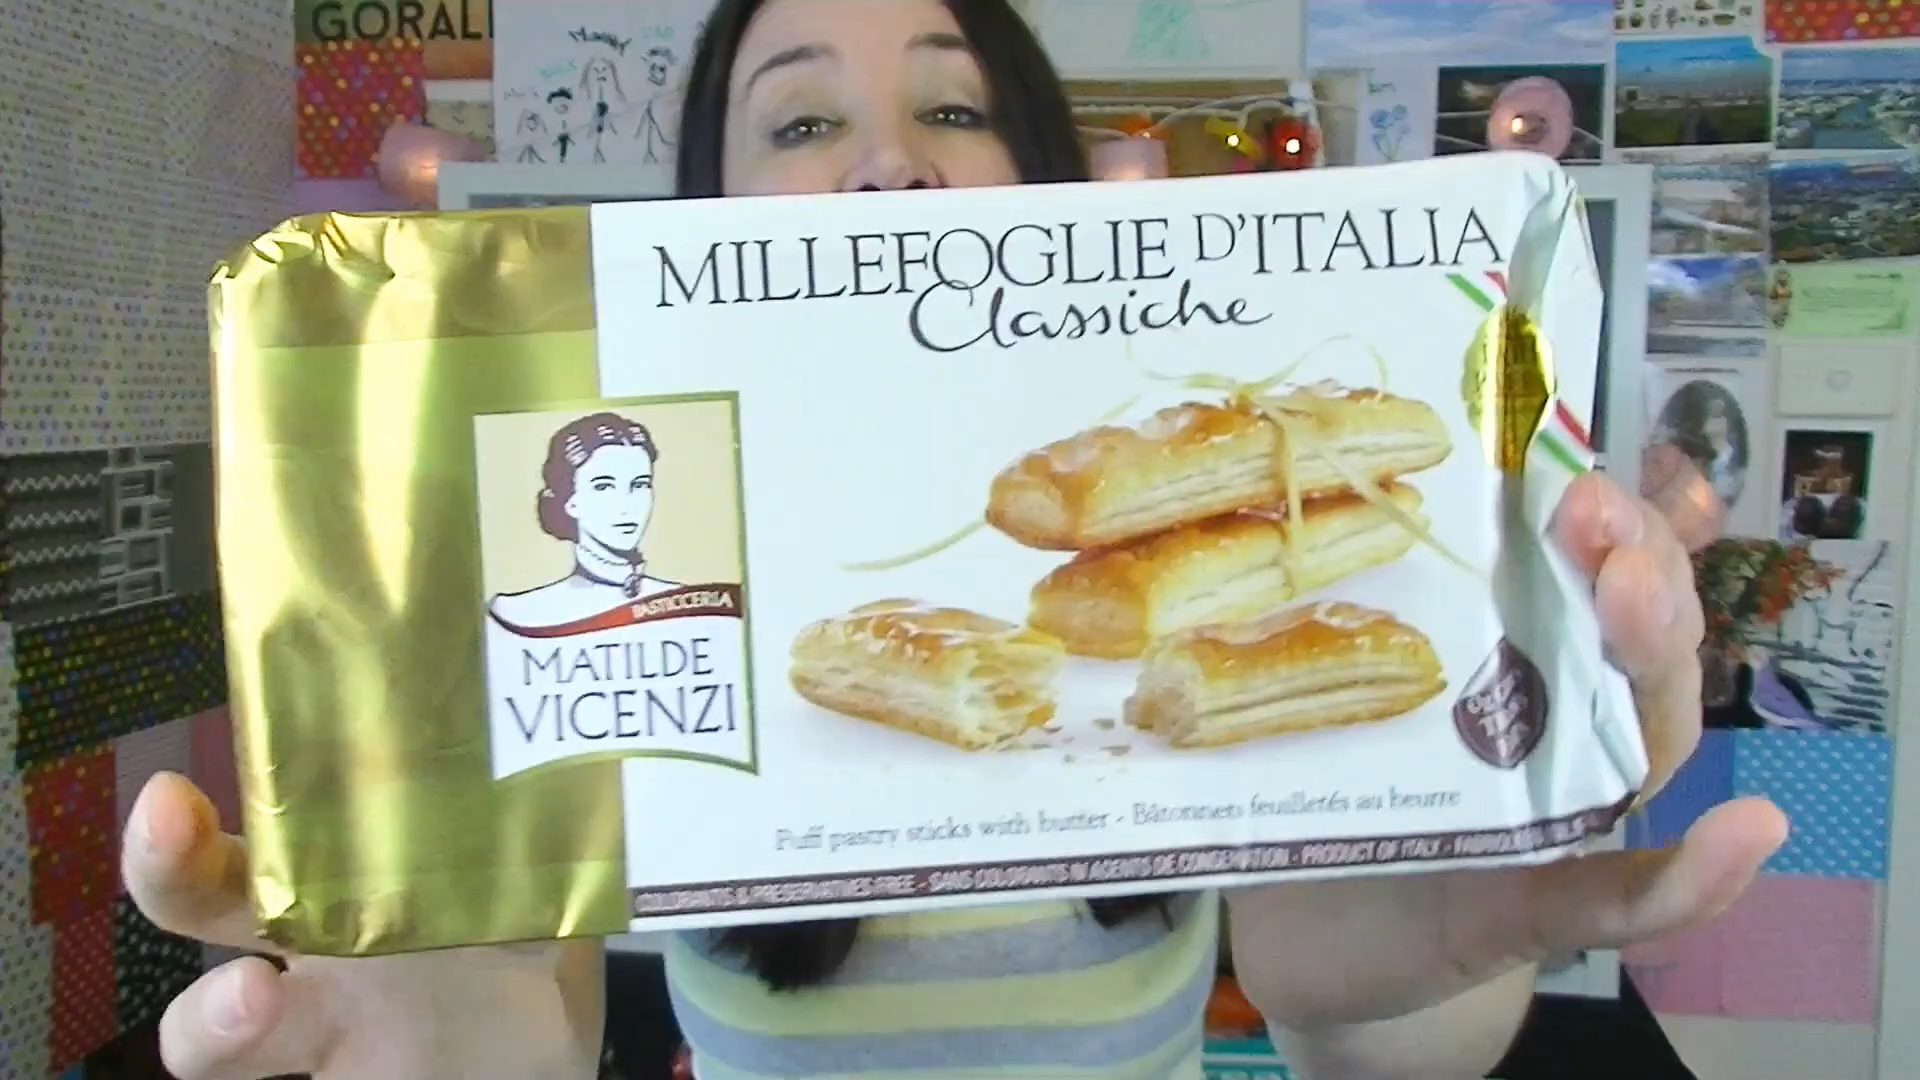 GORAL
MILLEFOGLIE D'ITALIA
Classiche
PASTICCERIA
MATILDE
VICENZI
Puff pastry sticks with butter - Bâtonnets feuilletés au beurre
COLORANTS & PRESERVATIVES FREE - SANS COLORANTS NI AGENTS DE CONSERVATION - PRODUCT OF ITALY -